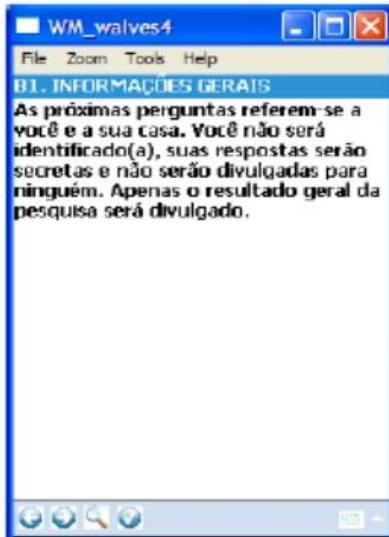 WM_walves4
File Zoom Tools Help
B1. INFORMAÇÕES GERAIS
As próximas perguntas referem-se a
você e a sua casa. Você não será
identificado(a), suas respostas serão
secretas e não serão divulgadas para
ninguém. Apenas o resultado geral da
pesquisa será divulgado.